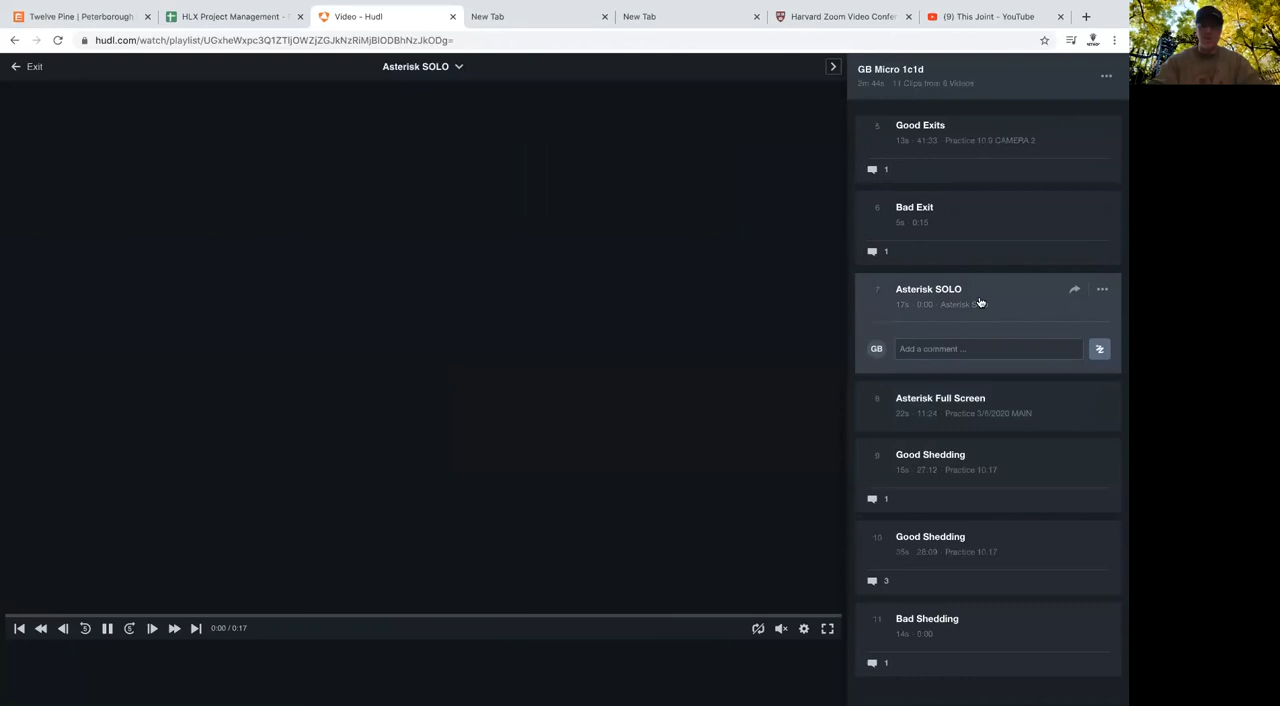 Twelve Pine | Peterborough
HLX Project Management -
Video - Hudl
New Tab
New Tab
Harvard Zoom Video Confer
(9) This Joint - YouTube
hudl.com/watch/playlist/
Exit
Asterisk SOLO
GB Micro 1c1d
2m 44s · 11 Clips from 6 Videos
5 Good Exits
13s · 41:33 · Practice 10.9 CAMERA 2
1
6 Bad Exit
5s · 0:15
1
7 Asterisk SOLO
17s · 0:00 · Asterisk
GB Add a comment ...
8 Asterisk Full Screen
22s · 11:24 · Practice 3/6/2020 MAIN
9 Good Shedding
15s · 27:12 · Practice 10.17
1
10 Good Shedding
35s · 28:09 · Practice 10.17
3
11 Bad Shedding
14s · 0:00
1
5 5 0:00 / 0:17